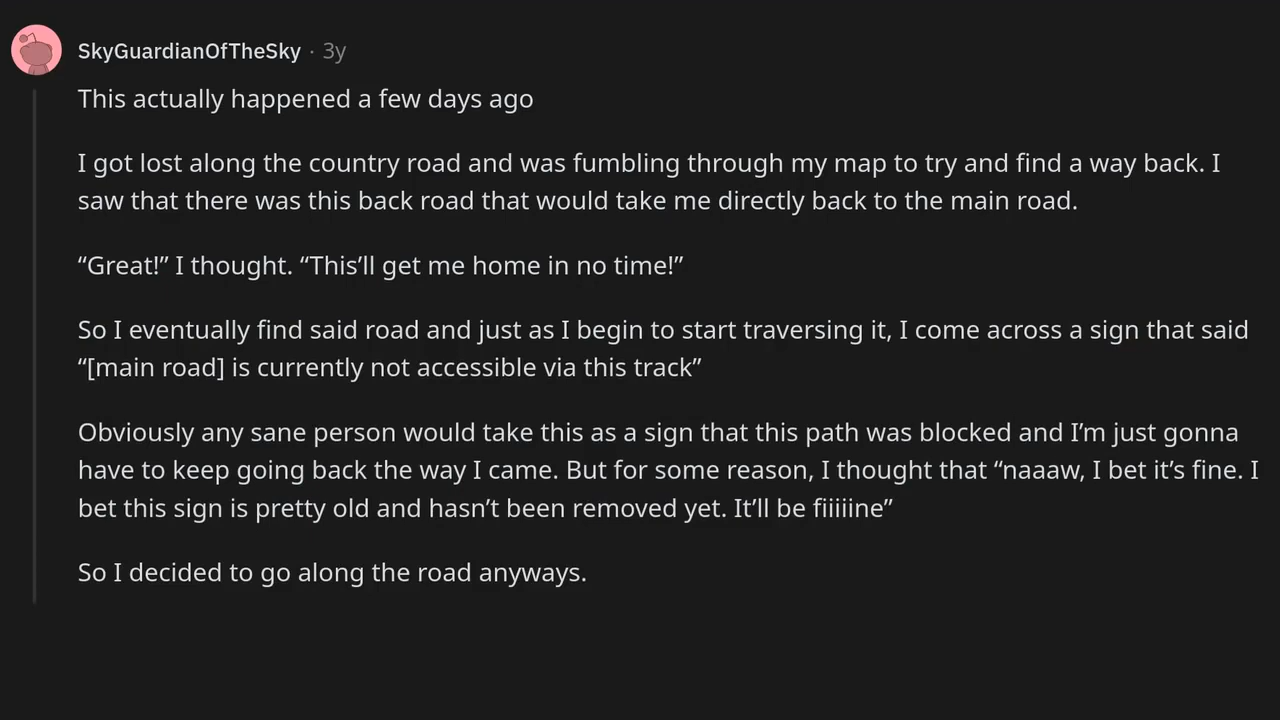 SkyGuardianOfTheSky · 3y
This actually happened a few days ago
I got lost along the country road and was fumbling through my map to try and find a way back. I
saw that there was this back road that would take me directly back to the main road.
“Great!” I thought. “This’ll get me home in no time!”
So I eventually find said road and just as I begin to start traversing it, I come across a sign that said
“[main road] is currently not accessible via this track”
Obviously any sane person would take this as a sign that this path was blocked and I’m just gonna
have to keep going back the way I came. But for some reason, I thought that “naaaw, I bet it’s fine. I
bet this sign is pretty old and hasn’t been removed yet. It’ll be fiiiiine”
So I decided to go along the road anyways.